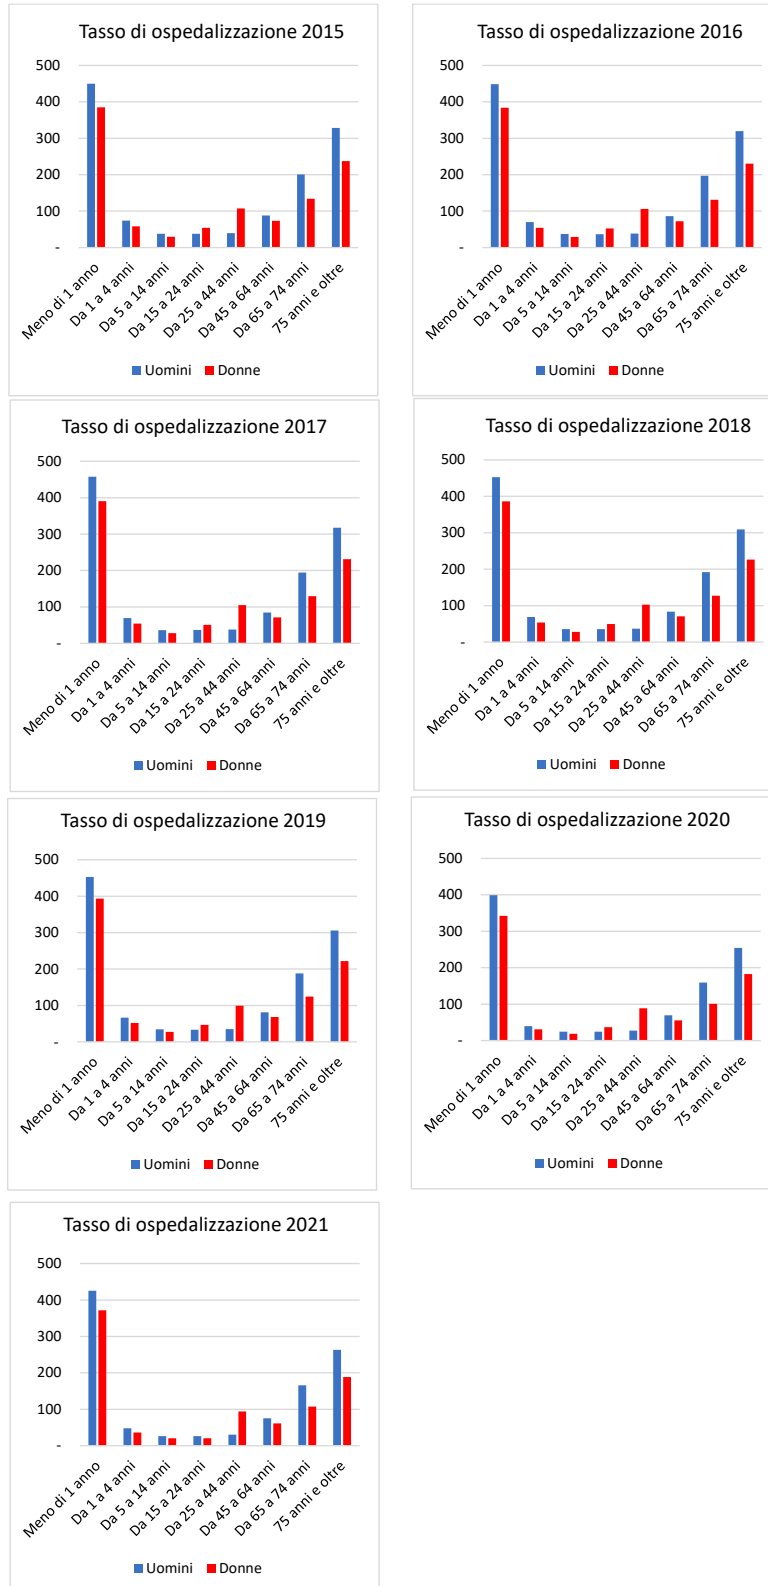 Tasso di ospedalizzazione 2015
500
400
300
200
100
-
Meno di 1 anno
Da 1 a 4 anni
Da 5 a 14 anni
Da 15 a 24 anni
Da 25 a 44 anni
Da 45 a 64 anni
Da 65 a 74 anni
75 anni e oltre
Uomini Donne
Tasso di ospedalizzazione 2016
500
400
300
200
100
-
Meno di 1 anno
Da 1 a 4 anni
Da 5 a 14 anni
Da 15 a 24 anni
Da 25 a 44 anni
Da 45 a 64 anni
Da 65 a 74 anni
75 anni e oltre
Uomini Donne
Tasso di ospedalizzazione 2017
500
400
300
200
100
-
Meno di 1 anno
Da 1 a 4 anni
Da 5 a 14 anni
Da 15 a 24 anni
Da 25 a 44 anni
Da 45 a 64 anni
Da 65 a 74 anni
75 anni e oltre
Uomini Donne
Tasso di ospedalizzazione 2018
500
400
300
200
100
-
Meno di 1 anno
Da 1 a 4 anni
Da 5 a 14 anni
Da 15 a 24 anni
Da 25 a 44 anni
Da 45 a 64 anni
Da 65 a 74 anni
75 anni e oltre
Uomini Donne
Tasso di ospedalizzazione 2019
500
400
300
200
100
-
Meno di 1 anno
Da 1 a 4 anni
Da 5 a 14 anni
Da 15 a 24 anni
Da 25 a 44 anni
Da 45 a 64 anni
Da 65 a 74 anni
75 anni e oltre
Uomini Donne
Tasso di ospedalizzazione 2020
500
400
300
200
100
-
Meno di 1 anno
Da 1 a 4 anni
Da 5 a 14 anni
Da 15 a 24 anni
Da 25 a 44 anni
Da 45 a 64 anni
Da 65 a 74 anni
75 anni e oltre
Uomini Donne
Tasso di ospedalizzazione 2021
500
400
300
200
100
-
Meno di 1 anno
Da 1 a 4 anni
Da 5 a 14 anni
Da 15 a 24 anni
Da 25 a 44 anni
Da 45 a 64 anni
Da 65 a 74 anni
75 anni e oltre
Uomini Donne